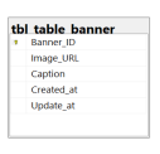 tbl_table_banner
Banner_ID
Image_URL
Caption
Created_at
Update_at